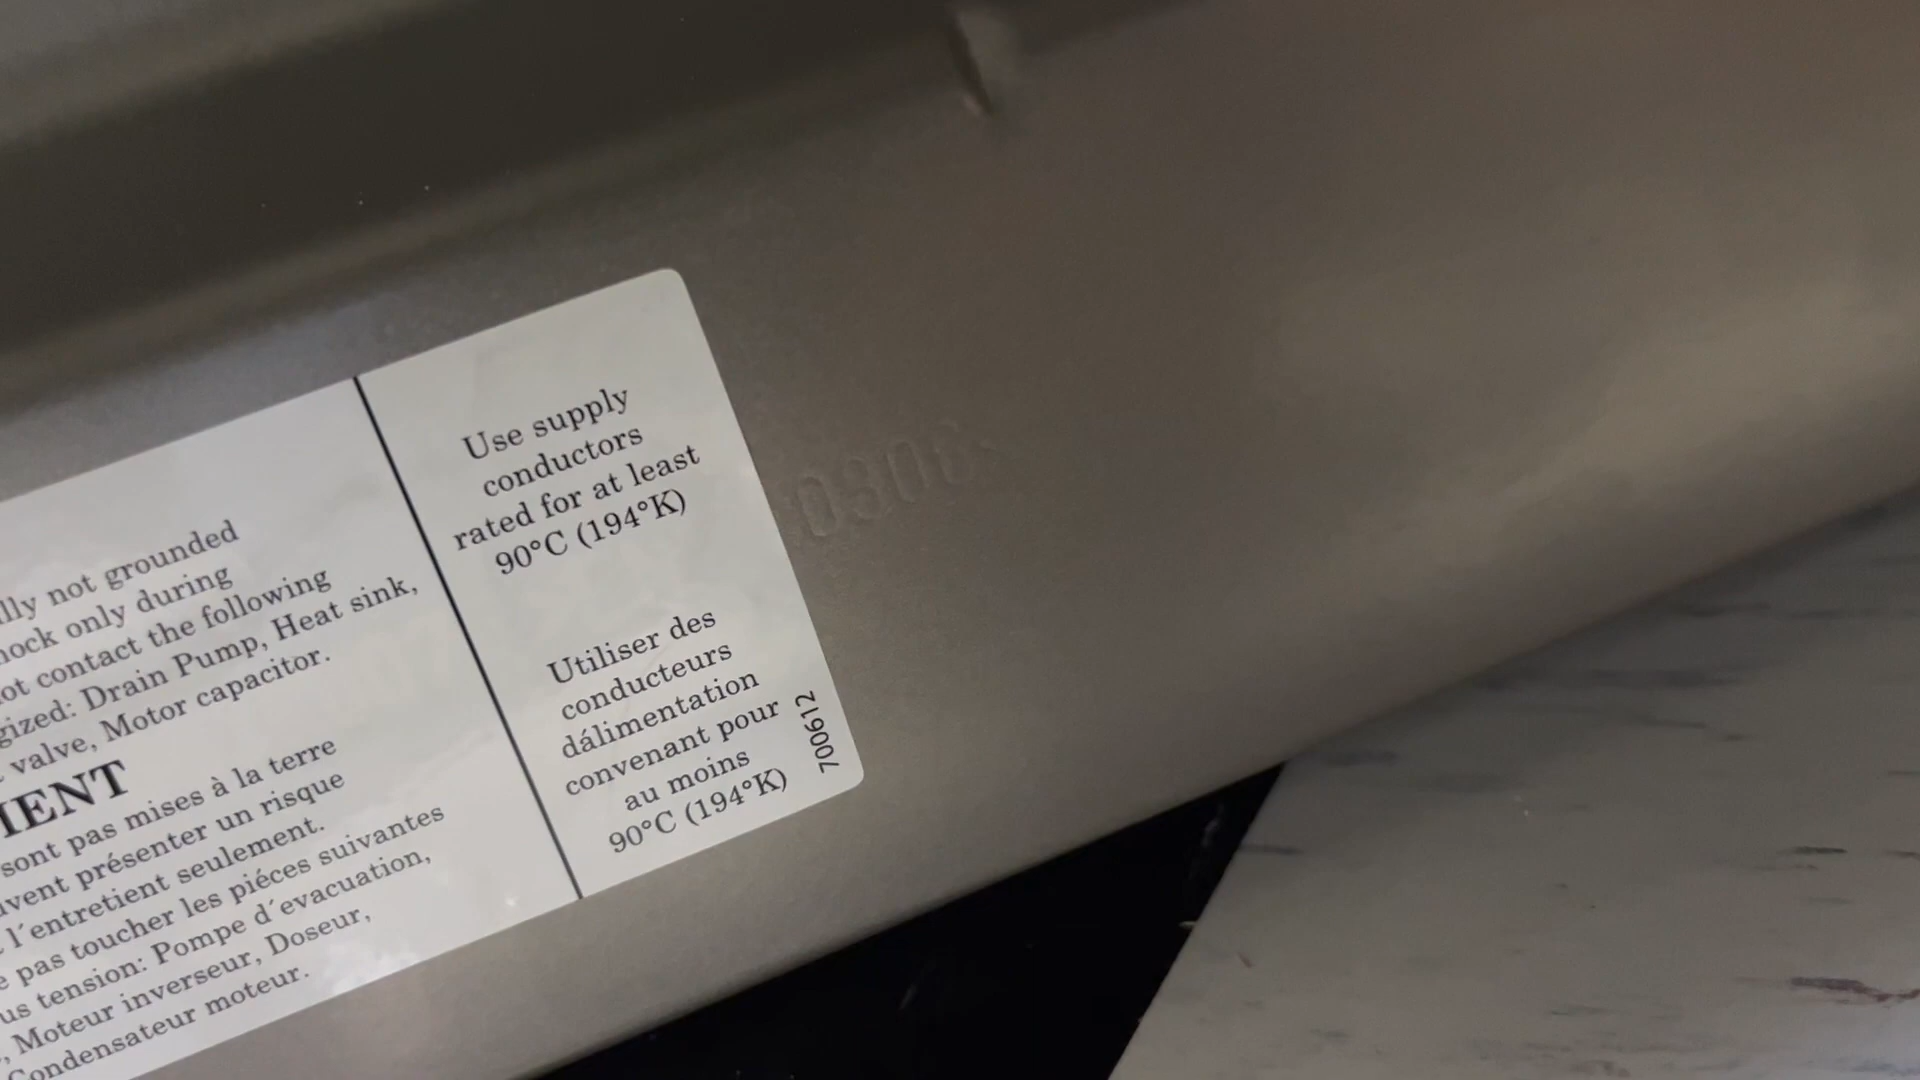 lly not grounded
ock only during
ot contact the following
gized: Drain Pump, Heat sink,
valve, Motor capacitor.
IENT
sont pas mises à la terre
vent présenter un risque
l´entretient seulement.
pas toucher les piéces suivantes
us tension: Pompe d´evacuation,
, Moteur inverseur, Doseur,
Condensateur moteur.
Use supply
conductors
rated for at least
90°C (194°K)
Utiliser des
conducteurs
dálimentation
convenant pour
au moins
90°C (194°K)
700612